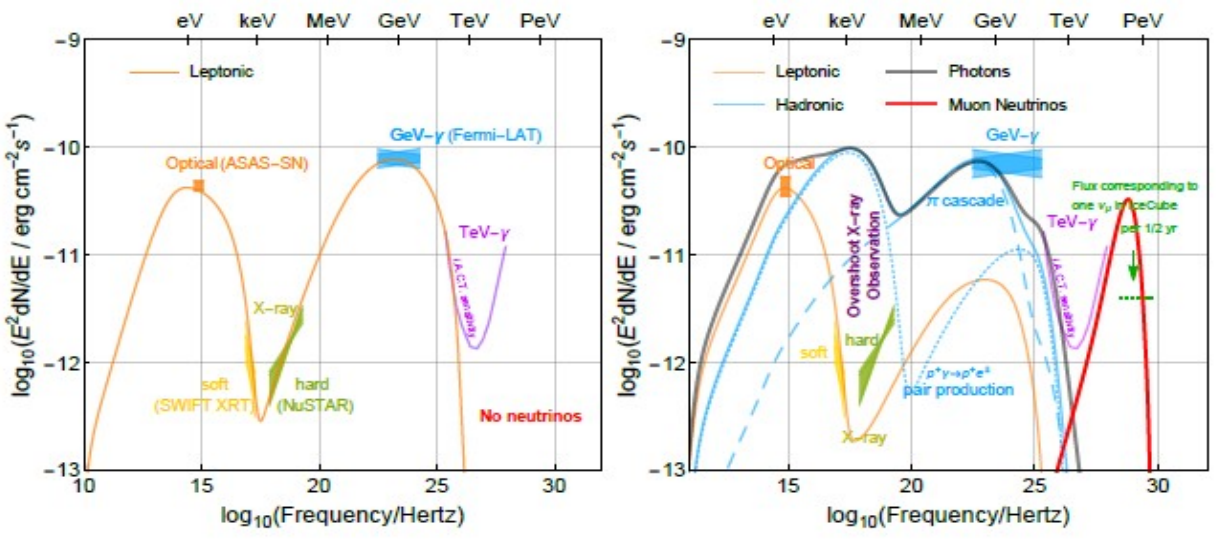 eV keV MeV GeV TeV PeV
−9
−10
−11
−12
−13
log10(E2dN/dE / erg cm−2s−1)
Leptonic
GeV−γ (Fermi−LAT)
Optical (ASAS−SN)
TeV−γ
I.A.C.T. sensitivity
X−ray
soft
(SWIFT XRT)
hard
(NuSTAR)
No neutrinos
10 15 20 25 30
log10(Frequency/Hertz)
eV keV MeV GeV TeV PeV
−9
−10
−11
−12
−13
log10(E2dN/dE / erg cm−2s−1)
Leptonic
Photons
Hadronic
Muon Neutrinos
GeV−γ
Optical
Flux corresponding to
one νμ in IceCube
per 1/2 yr
π cascade
TeV−γ
Overshoot X−ray
Observation
I.A.C.T. sensitivity
hard
soft
p+γ→p+e±
pair production
X−ray
15 20 25 30
log10(Frequency/Hertz)